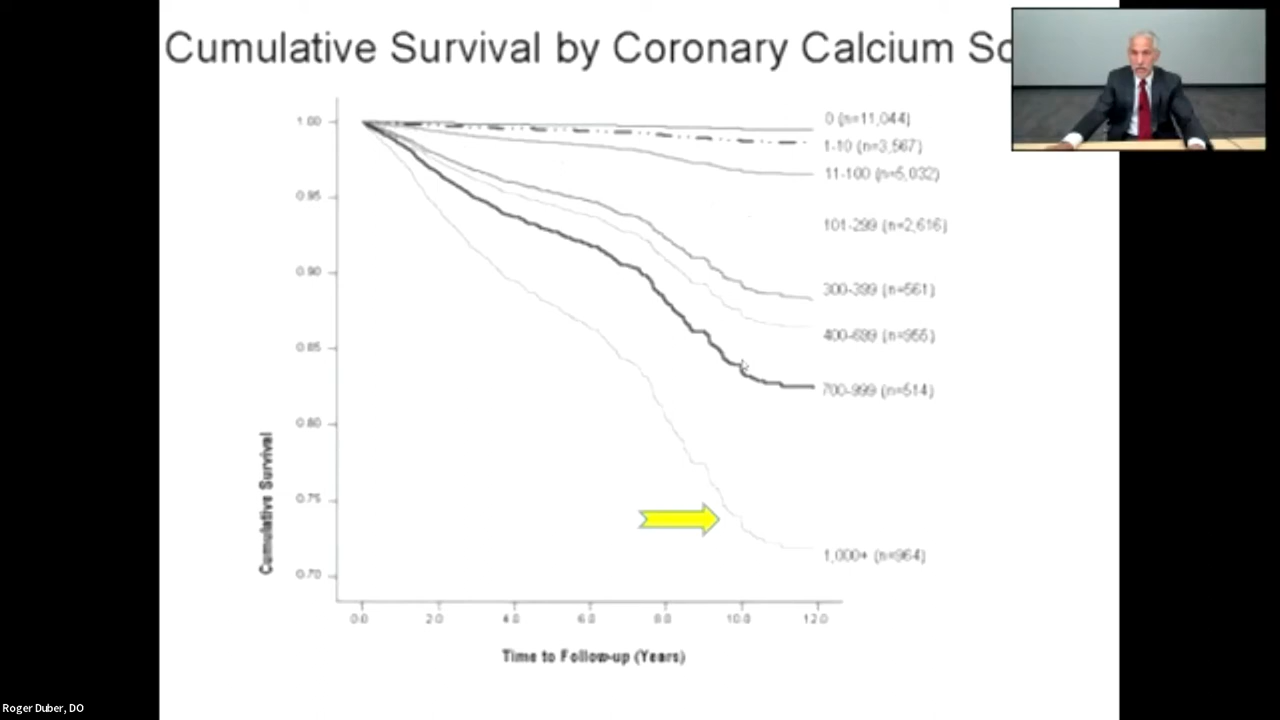 Cumulative Survival by Coronary Calcium Sc
1.00
0.95
0.90
0.85
0.80
0.75
0.70
Cumulative Survival
0 (n=11,044)
1-10 (n=3,567)
11-100 (n=5,032)
101-299 (n=2,616)
300-399 (n=561)
400-699 (n=955)
700-999 (n=514)
1,000+ (n=964)
0.0 2.0 4.0 6.0 8.0 10.0 12.0
Time to Follow-up (Years)
Roger Duber, DO